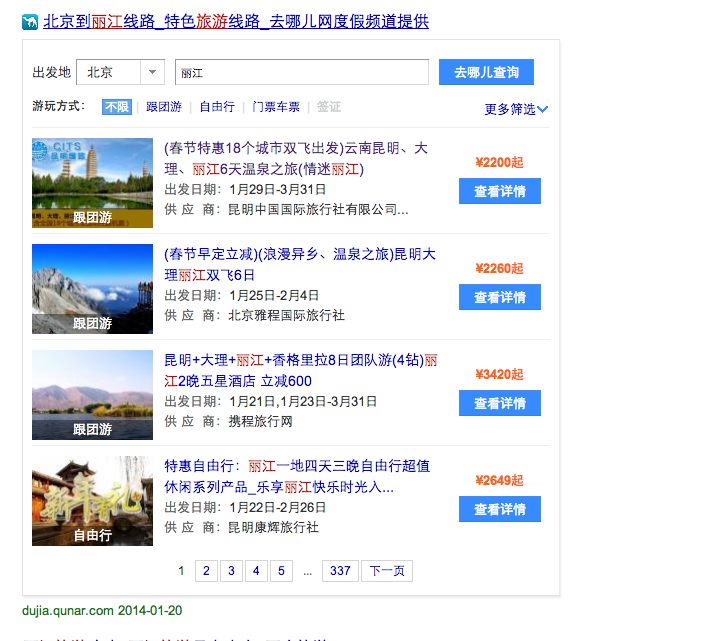 北京到丽江线路_特色旅游线路_去哪儿网度假频道提供
出发地 北京 丽江 去哪儿查询
游玩方式： 不限 | 跟团游 | 自由行 | 门票车票 | 签证 更多筛选
CITS
跟团游
(春节特惠18个城市双飞出发)云南昆明、大
理、丽江6天温泉之旅(情迷丽江)
出发日期：1月29日-3月31日
供 应 商：昆明中国国际旅行社有限公司...
¥2200起
查看详情
跟团游
(春节早定立减)(浪漫异乡、温泉之旅)昆明大
理丽江双飞6日
出发日期：1月25日-2月4日
供 应 商：北京雅程国际旅行社
¥2260起
查看详情
跟团游
昆明+大理+丽江+香格里拉8日团队游(4钻)丽
江2晚五星酒店 立减600
出发日期：1月21日,1月23日-3月31日
供 应 商：携程旅行网
¥3420起
查看详情
新年有礼
自由行
特惠自由行：丽江一地四天三晚自由行超值
休闲系列产品_乐享丽江快乐时光入...
出发日期：1月22日-2月26日
供 应 商：昆明康辉旅行社
¥2649起
查看详情
1 2 3 4 5 ... 337 下一页
dujia.qunar.com 2014-01-20